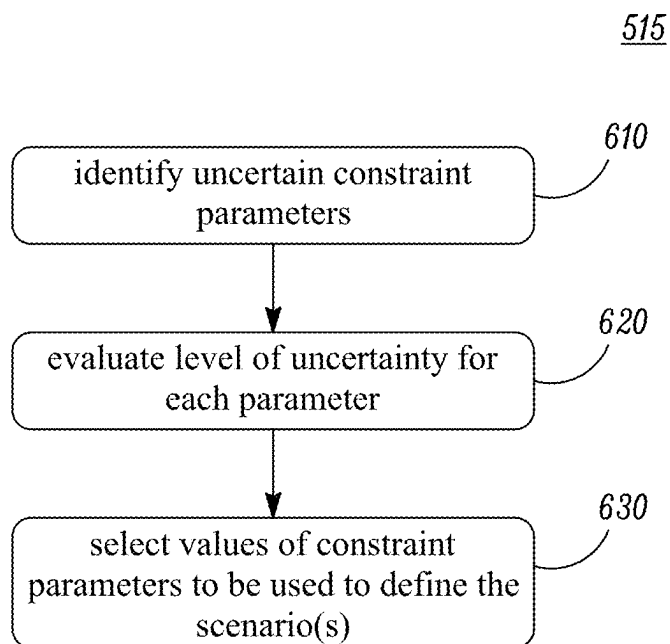 515
610
identify uncertain constraint
parameters
620
evaluate level of uncertainty for
each parameter
630
select values of constraint
parameters to be used to define the
scenario(s)